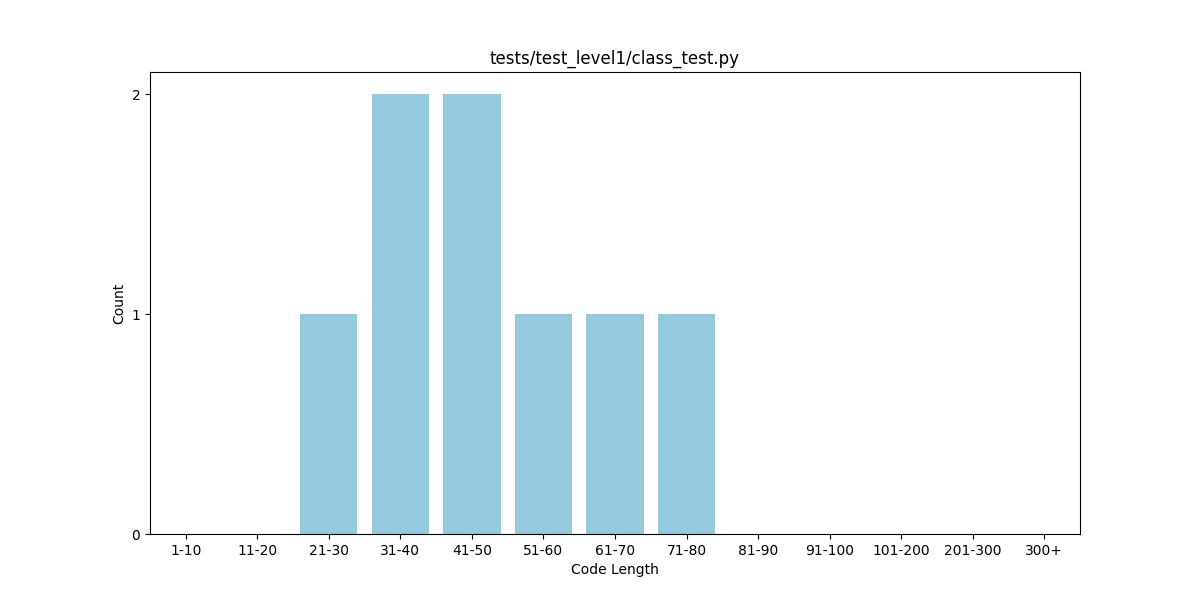 tests/test_level1/class_test.py
Count
2
1
0
1-10 11-20 21-30 31-40 41-50 51-60 61-70 71-80 81-90 91-100 101-200 201-300 300+
Code Length